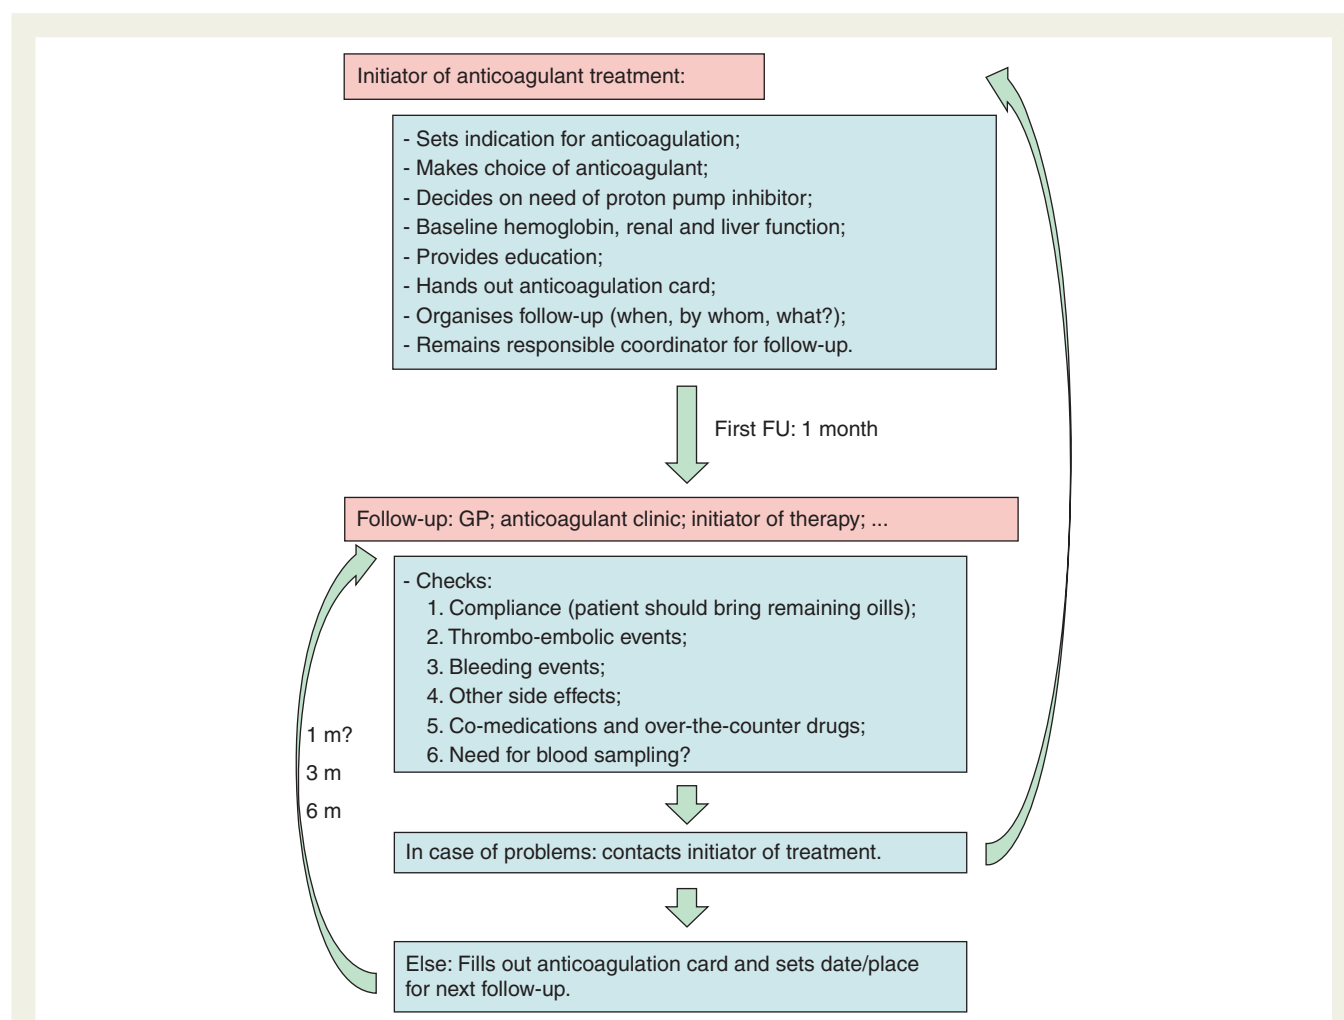 Initiator of anticoagulant treatment:
- Sets indication for anticoagulation;
- Makes choice of anticoagulant;
- Decides on need of proton pump inhibitor;
- Baseline hemoglobin, renal and liver function;
- Provides education;
- Hands out anticoagulation card;
- Organises follow-up (when, by whom, what?);
- Remains responsible coordinator for follow-up.
First FU: 1 month
Follow-up: GP; anticoagulant clinic; initiator of therapy; ...
- Checks:
1. Compliance (patient should bring remaining oills);
2. Thrombo-embolic events;
3. Bleeding events;
4. Other side effects;
5. Co-medications and over-the-counter drugs;
6. Need for blood sampling?
1 m?
3 m
6 m
In case of problems: contacts initiator of treatment.
Else: Fills out anticoagulation card and sets date/place
for next follow-up.